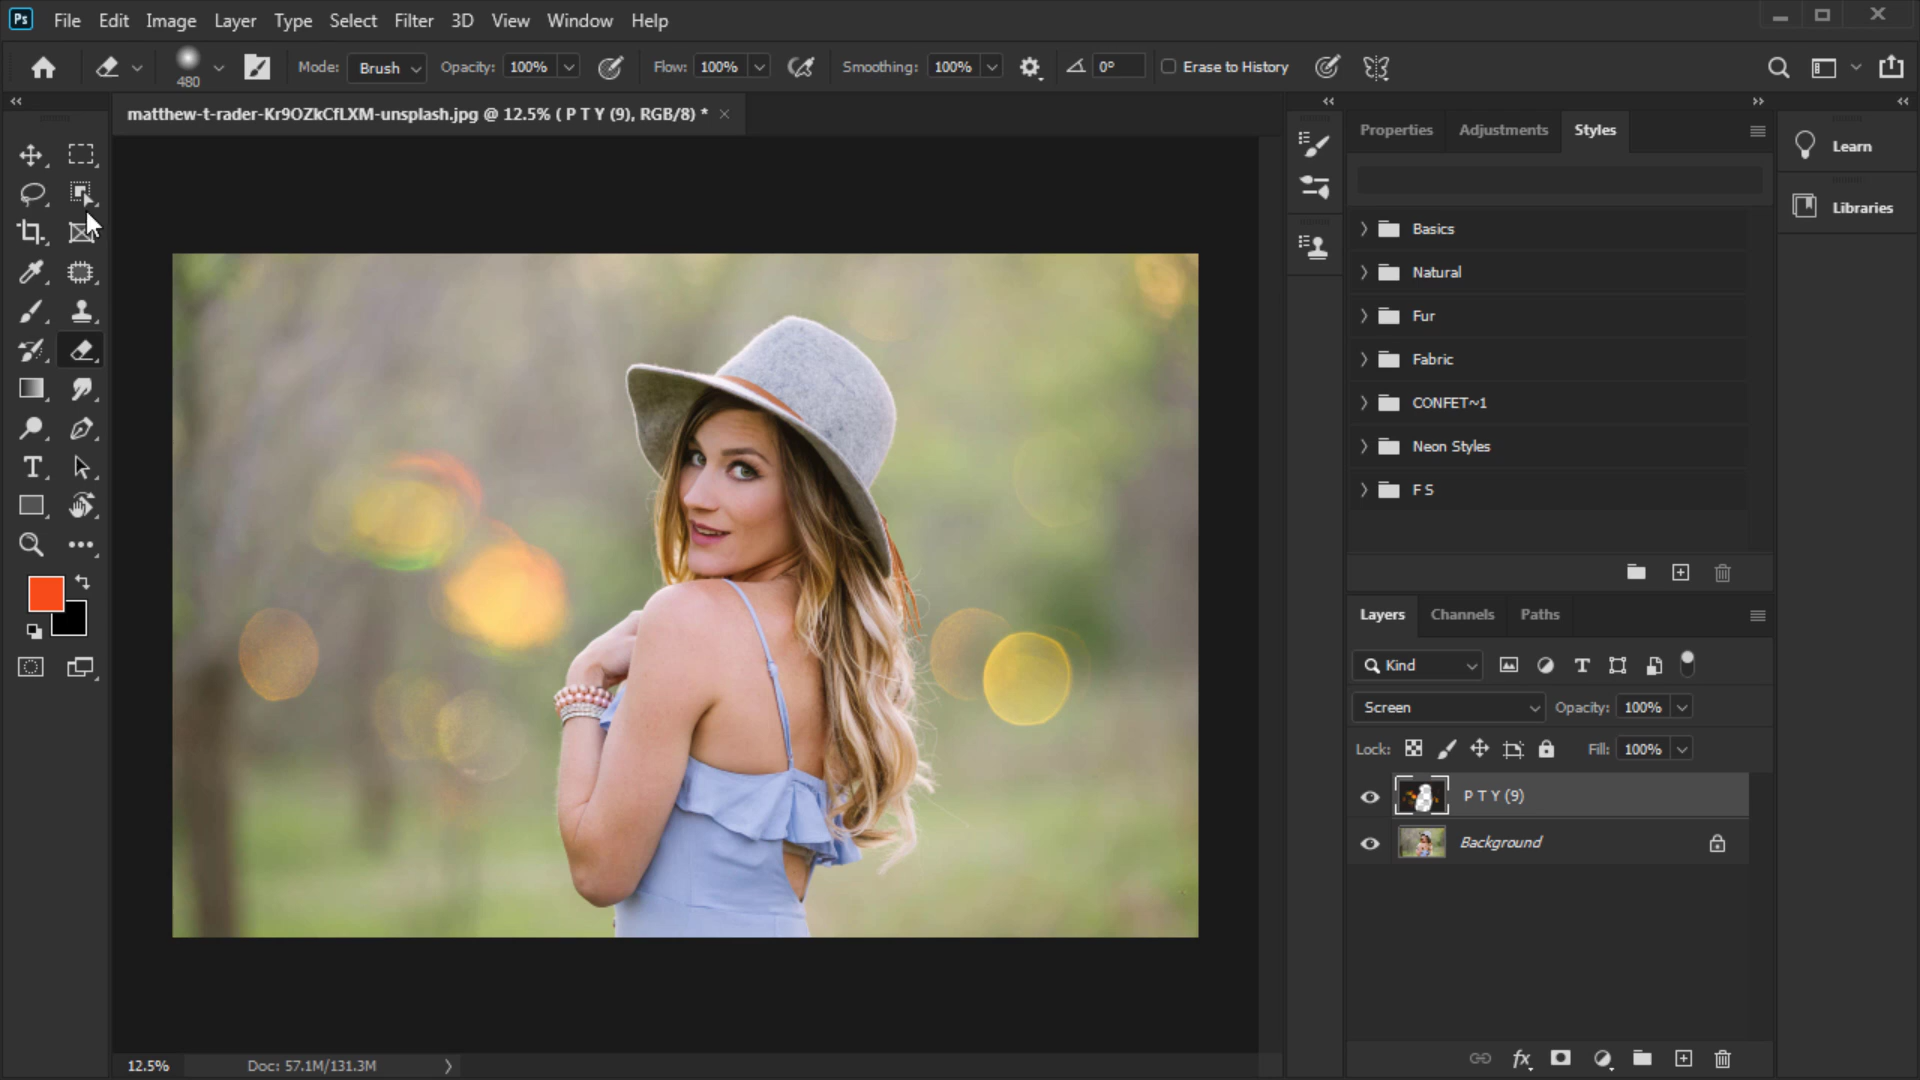 Ps File Edit Image Layer Type Select Filter 3D View Window Help
480 Mode: Brush Opacity: 100% Flow: 100% Smoothing: 100% 0° Erase to History
matthew-t-rader-Kr9OZkCfLXM-unsplash.jpg @ 12.5% ( P T Y (9), RGB/8) *
Properties Adjustments Styles
Learn
Libraries
Basics
Natural
Fur
Fabric
CONFET~1
Neon Styles
F S
Layers Channels Paths
Kind
Screen Opacity: 100%
Lock: Fill: 100%
P T Y (9)
Background
12.5% Doc: 57.1M/131.3M